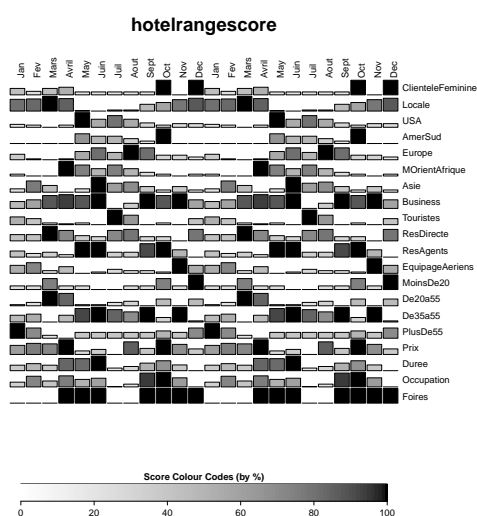 hotelrangescore
Jan Fev Mars Avril May Juin Juil Aout Sept Oct Nov Dec Jan Fev Mars Avril May Juin Juil Aout Sept Oct Nov Dec
ClienteleFeminine
Locale
USA
AmerSud
Europe
MOrientAfrique
Asie
Business
Touristes
ResDirecte
ResAgents
EquipageAeriens
MoinsDe20
De20a55
De35a55
PlusDe55
Prix
Duree
Occupation
Foires
Score Colour Codes (by %)
0 20 40 60 80 100